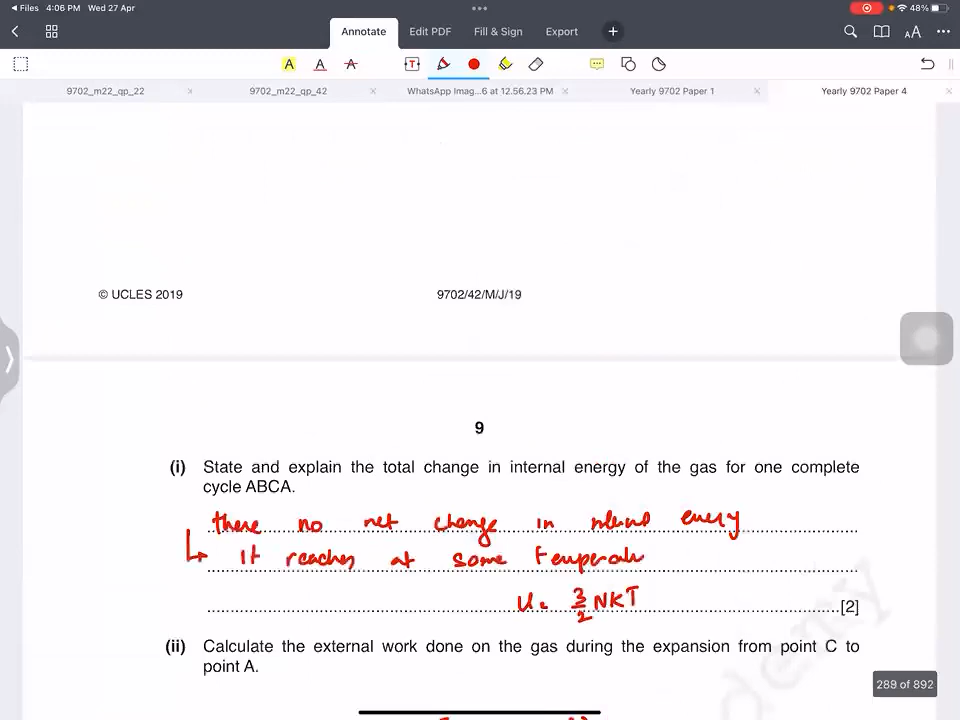 Files 4:06 PM Wed 27 Apr 48%
Annotate Edit PDF Fill & Sign Export
9702_m22_qp_22 9702_m22_qp_42 WhatsApp Imag...6 at 12.56.23 PM Yearly 9702 Paper 1 Yearly 9702 Paper 4
© UCLES 2019 9702/42/M/J/19
9
(i) State and explain the total change in internal energy of the gas for one complete
cycle ABCA.
there no net change in energy
It reaches at some
U = 3/2 NKT [2]
(ii) Calculate the external work done on the gas during the expansion from point C to
point A.
289 of 892